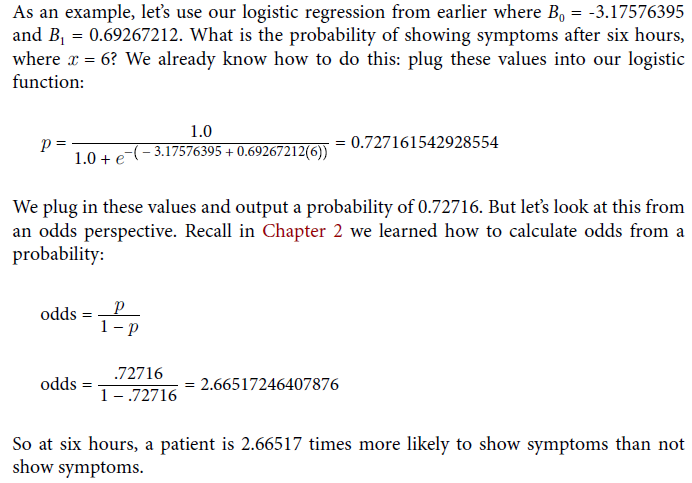 As an example, let's use our logistic regression from earlier where B₀ = -3.17576395
and B₁ = 0.69267212. What is the probability of showing symptoms after six hours,
where x = 6? We already know how to do this: plug these values into our logistic
function:
p = 1.0 / 1.0 + e^−( − 3.17576395 + 0.69267212(6)) = 0.727161542928554
We plug in these values and output a probability of 0.72716. But let's look at this from
an odds perspective. Recall in Chapter 2 we learned how to calculate odds from a
probability:
odds = p / 1 − p
odds = .72716 / 1 − .72716 = 2.66517246407876
So at six hours, a patient is 2.66517 times more likely to show symptoms than not
show symptoms.